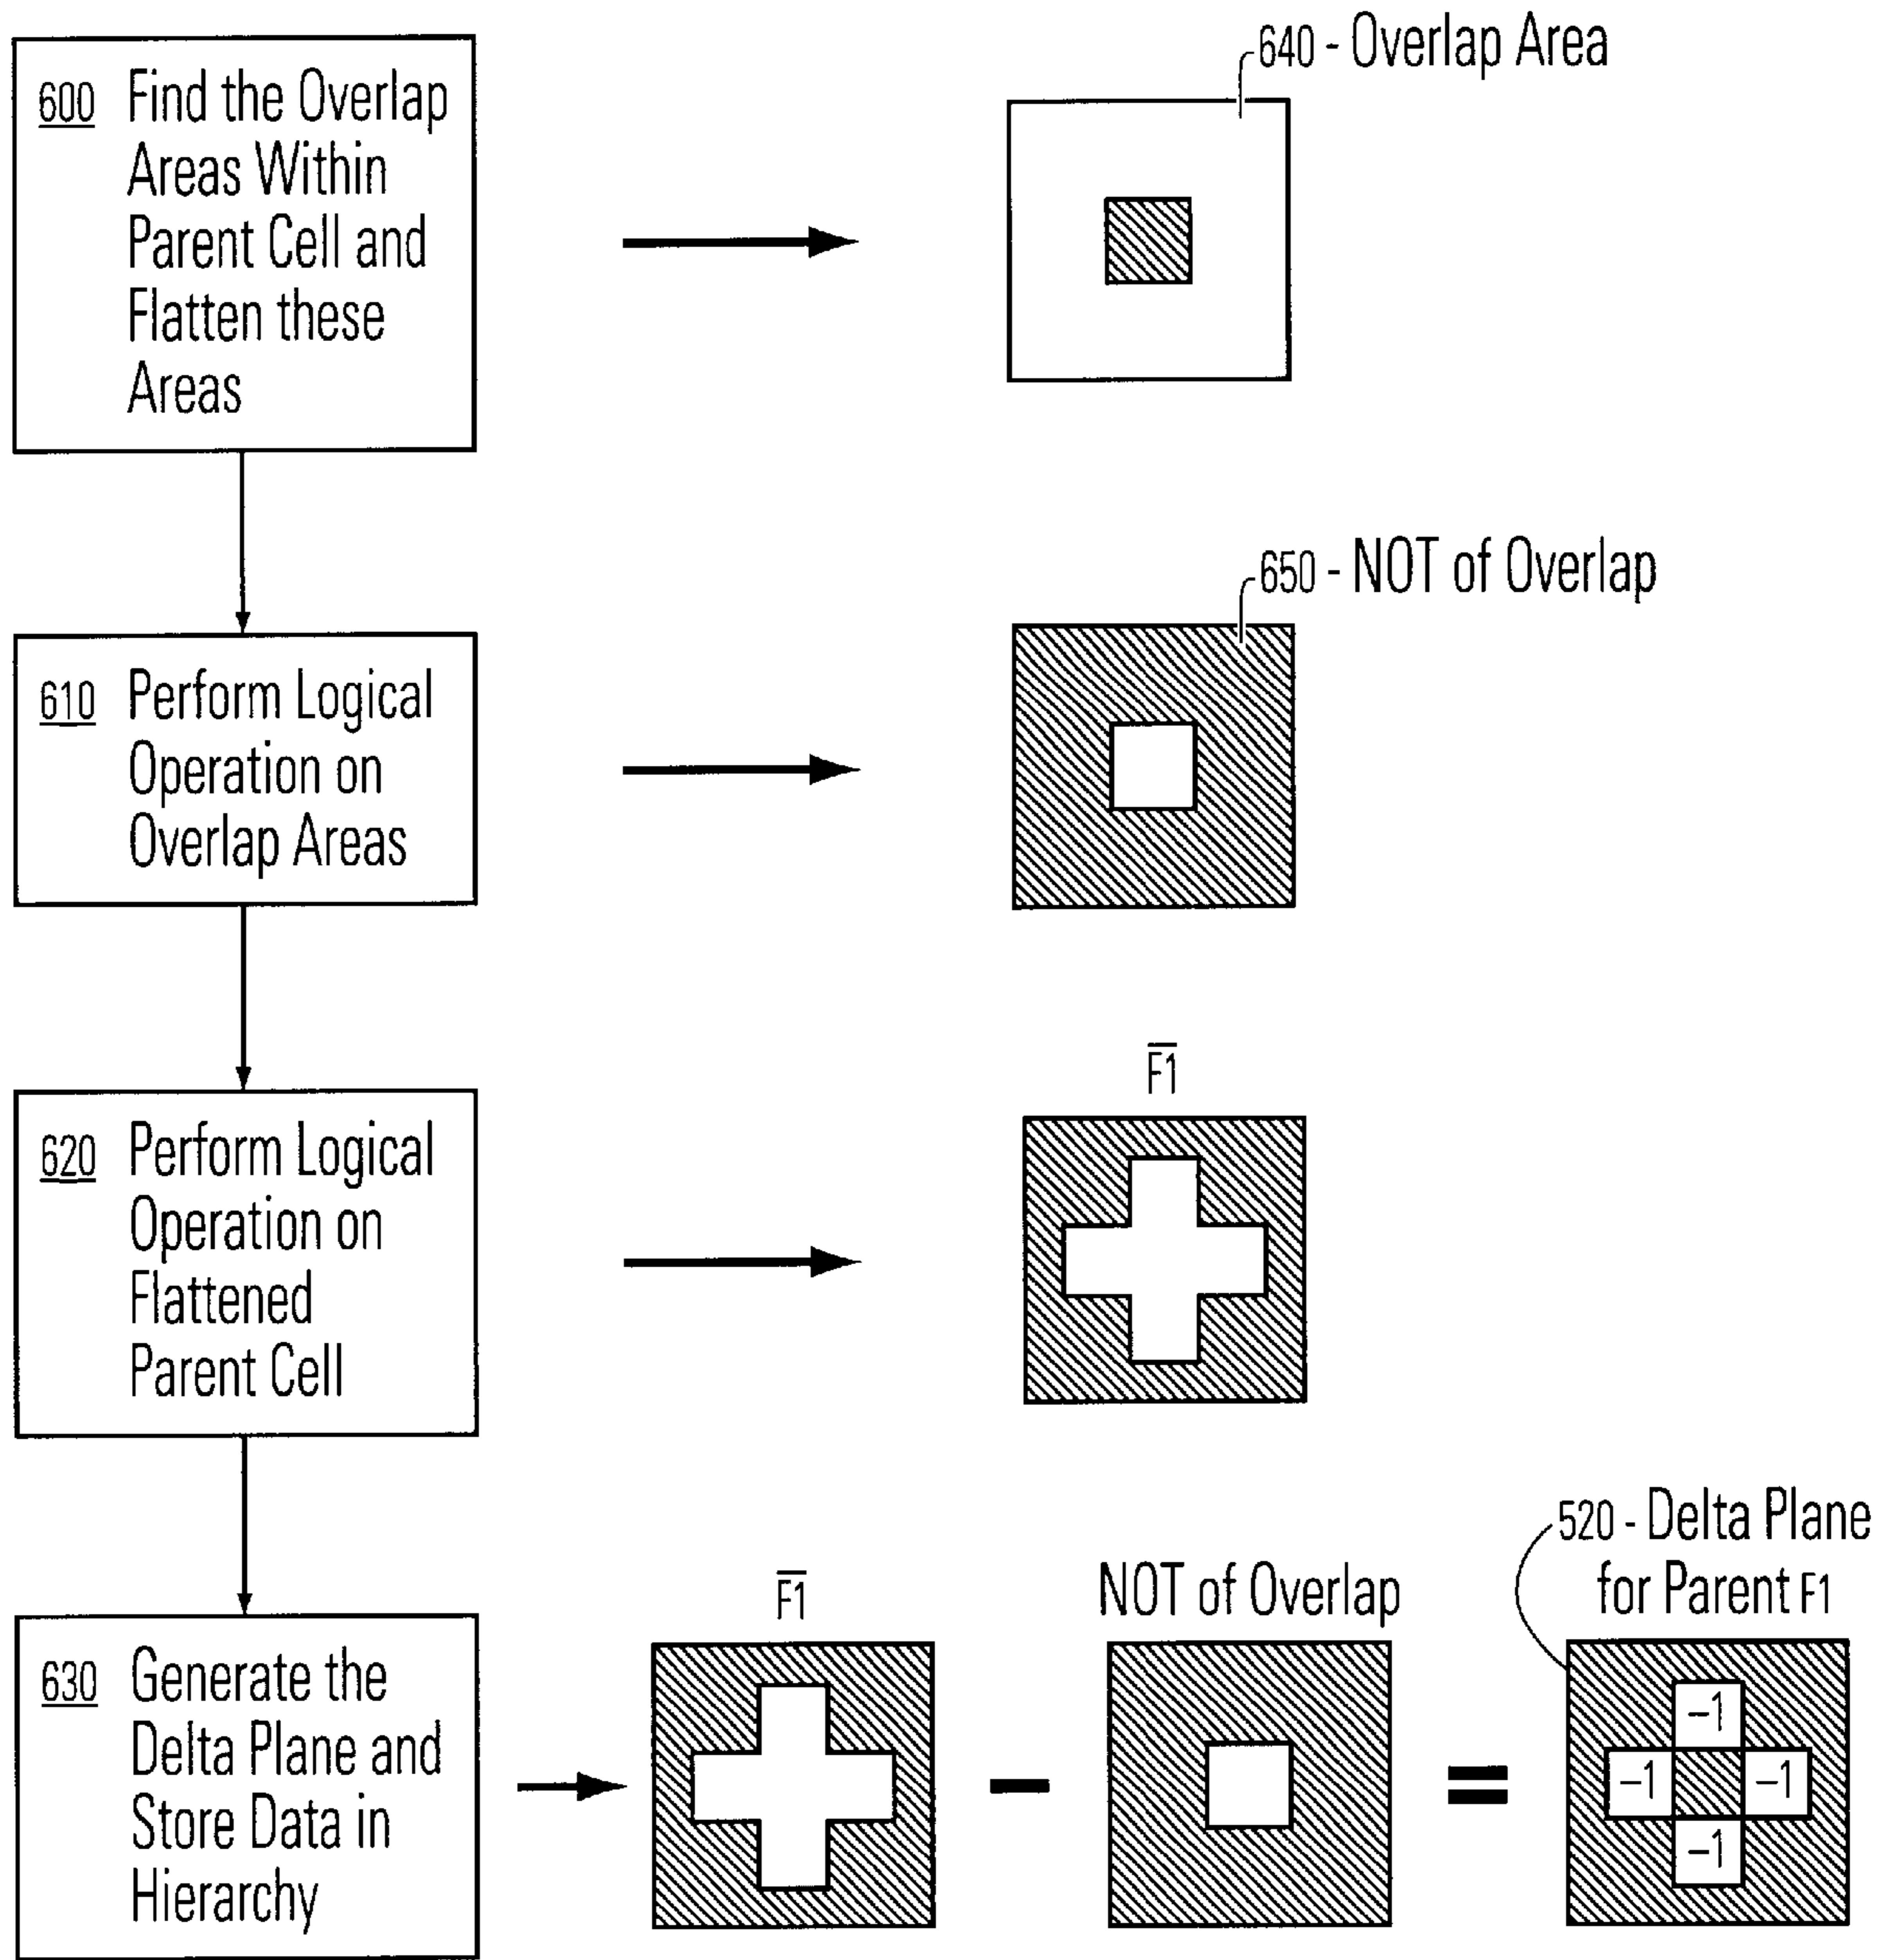 600 Find the Overlap
Areas Within
Parent Cell and
Flatten these
Areas
640 - Overlap Area
610 Perform Logical
Operation on
Overlap Areas
650 - NOT of Overlap
620 Perform Logical
Operation on
Flattened
Parent Cell
F1̅
630 Generate the
Delta Plane and
Store Data in
Hierarchy
F1̅
−
NOT of Overlap
=
520 - Delta Plane
for Parent F1
−1
−1 −1
−1